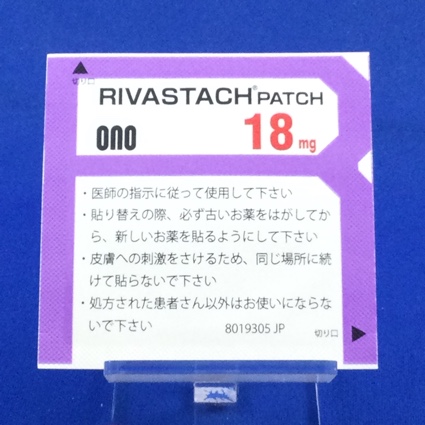 切り口
RIVASTACH® PATCH
ono 18 mg
・医師の指示に従って使用して下さい
・貼り替えの際、必ず古いお薬をはがしてか
ら、新しいお薬を貼るようにして下さい
・皮膚への刺激をさけるため、同じ場所に続
けて貼らないで下さい
・処方された患者さん以外はお使いにならな
いで下さい
8019305 JP
切り口